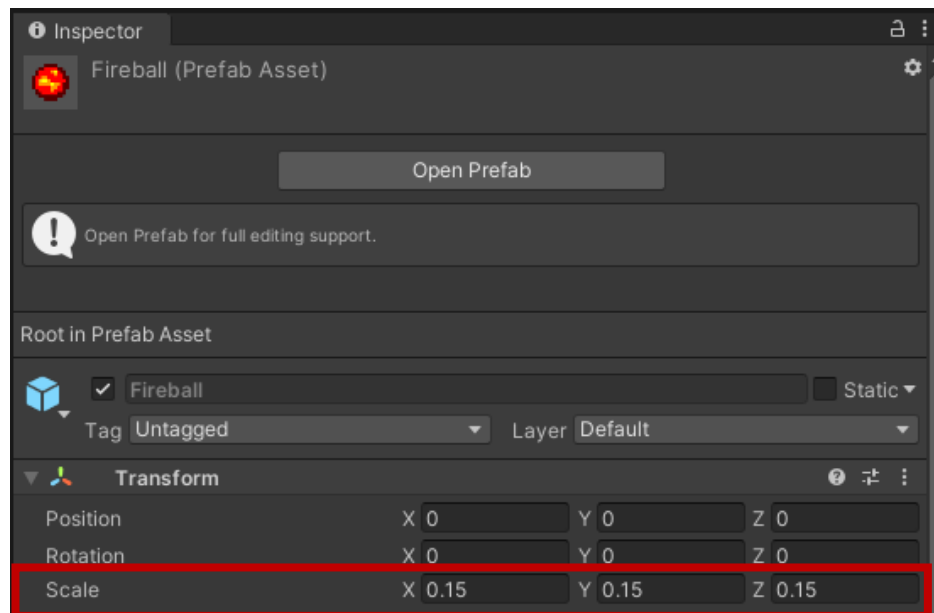 Inspector
Fireball (Prefab Asset)
Open Prefab
Open Prefab for full editing support.
Root in Prefab Asset
Fireball Static
Tag Untagged Layer Default
Transform
Position X 0 Y 0 Z 0
Rotation X 0 Y 0 Z 0
Scale X 0.15 Y 0.15 Z 0.15